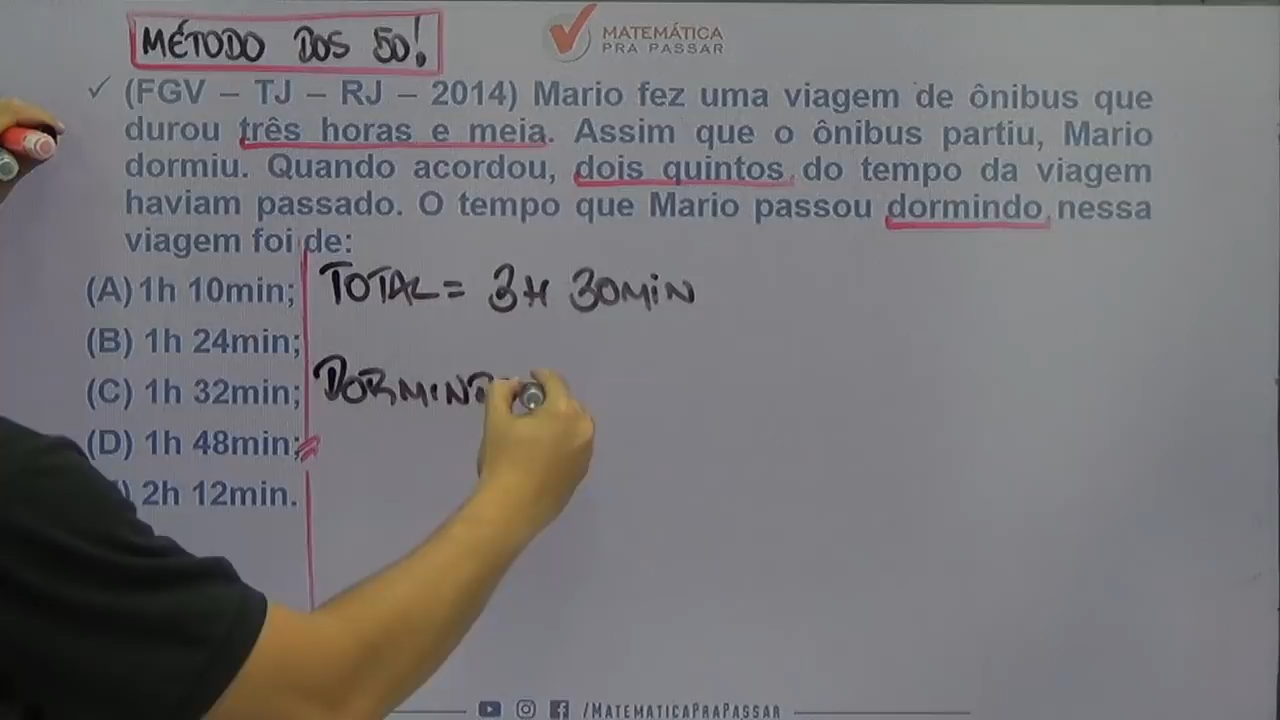 MÉTODO DOS 50!
MATEMÁTICA
PRA PASSAR
(FGV – TJ – RJ – 2014) Mario fez uma viagem de ônibus que
durou três horas e meia. Assim que o ônibus partiu, Mario
dormiu. Quando acordou, dois quintos do tempo da viagem
haviam passado. O tempo que Mario passou dormindo nessa
viagem foi de:
(A) 1h 10min;
TOTAL = 3H 30MIN
(B) 1h 24min;
(C) 1h 32min;
(D) 1h 48min;
2h 12min.
/MATEMATICAPRAPASSAR